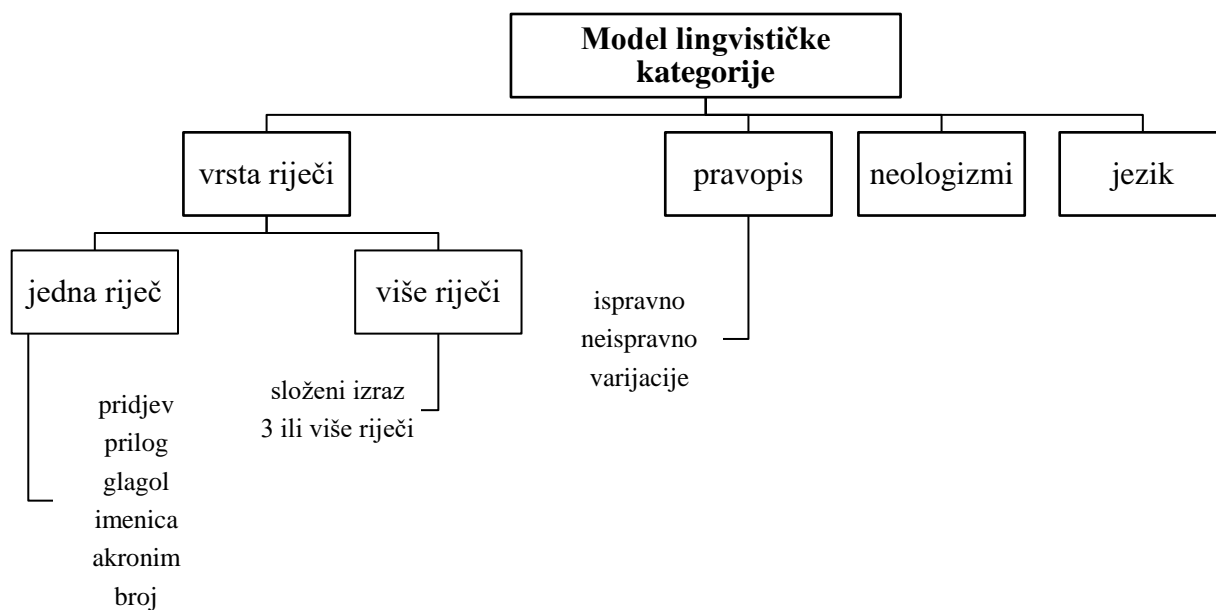 Model lingvističke
kategorije
vrsta riječi
pravopis
neologizmi
jezik
jedna riječ
više riječi
pridjev
prilog
glagol
imenica
akronim
broj
složeni izraz
3 ili više riječi
ispravno
neispravno
varijacije